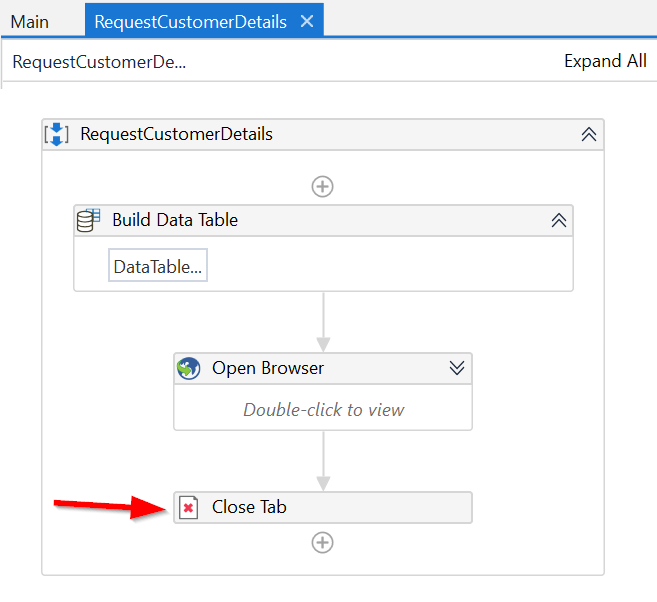 Main
RequestCustomerDetails
RequestCustomerDe...
Expand All
RequestCustomerDetails
Build Data Table
DataTable...
Open Browser
Double-click to view
Close Tab